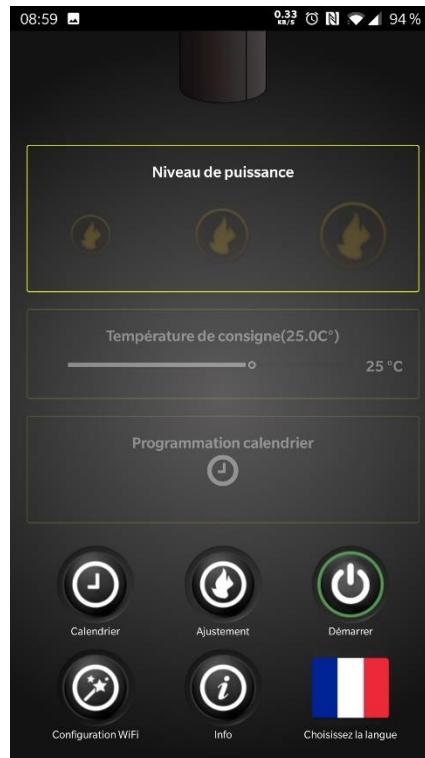 08:59 0.33 94 %
KB/S
Niveau de puissance
Température de consigne(25.0C°)
25 °C
Programmation calendrier
Calendrier Ajustement Démarrer
Configuration WiFi Info Choisissez la langue